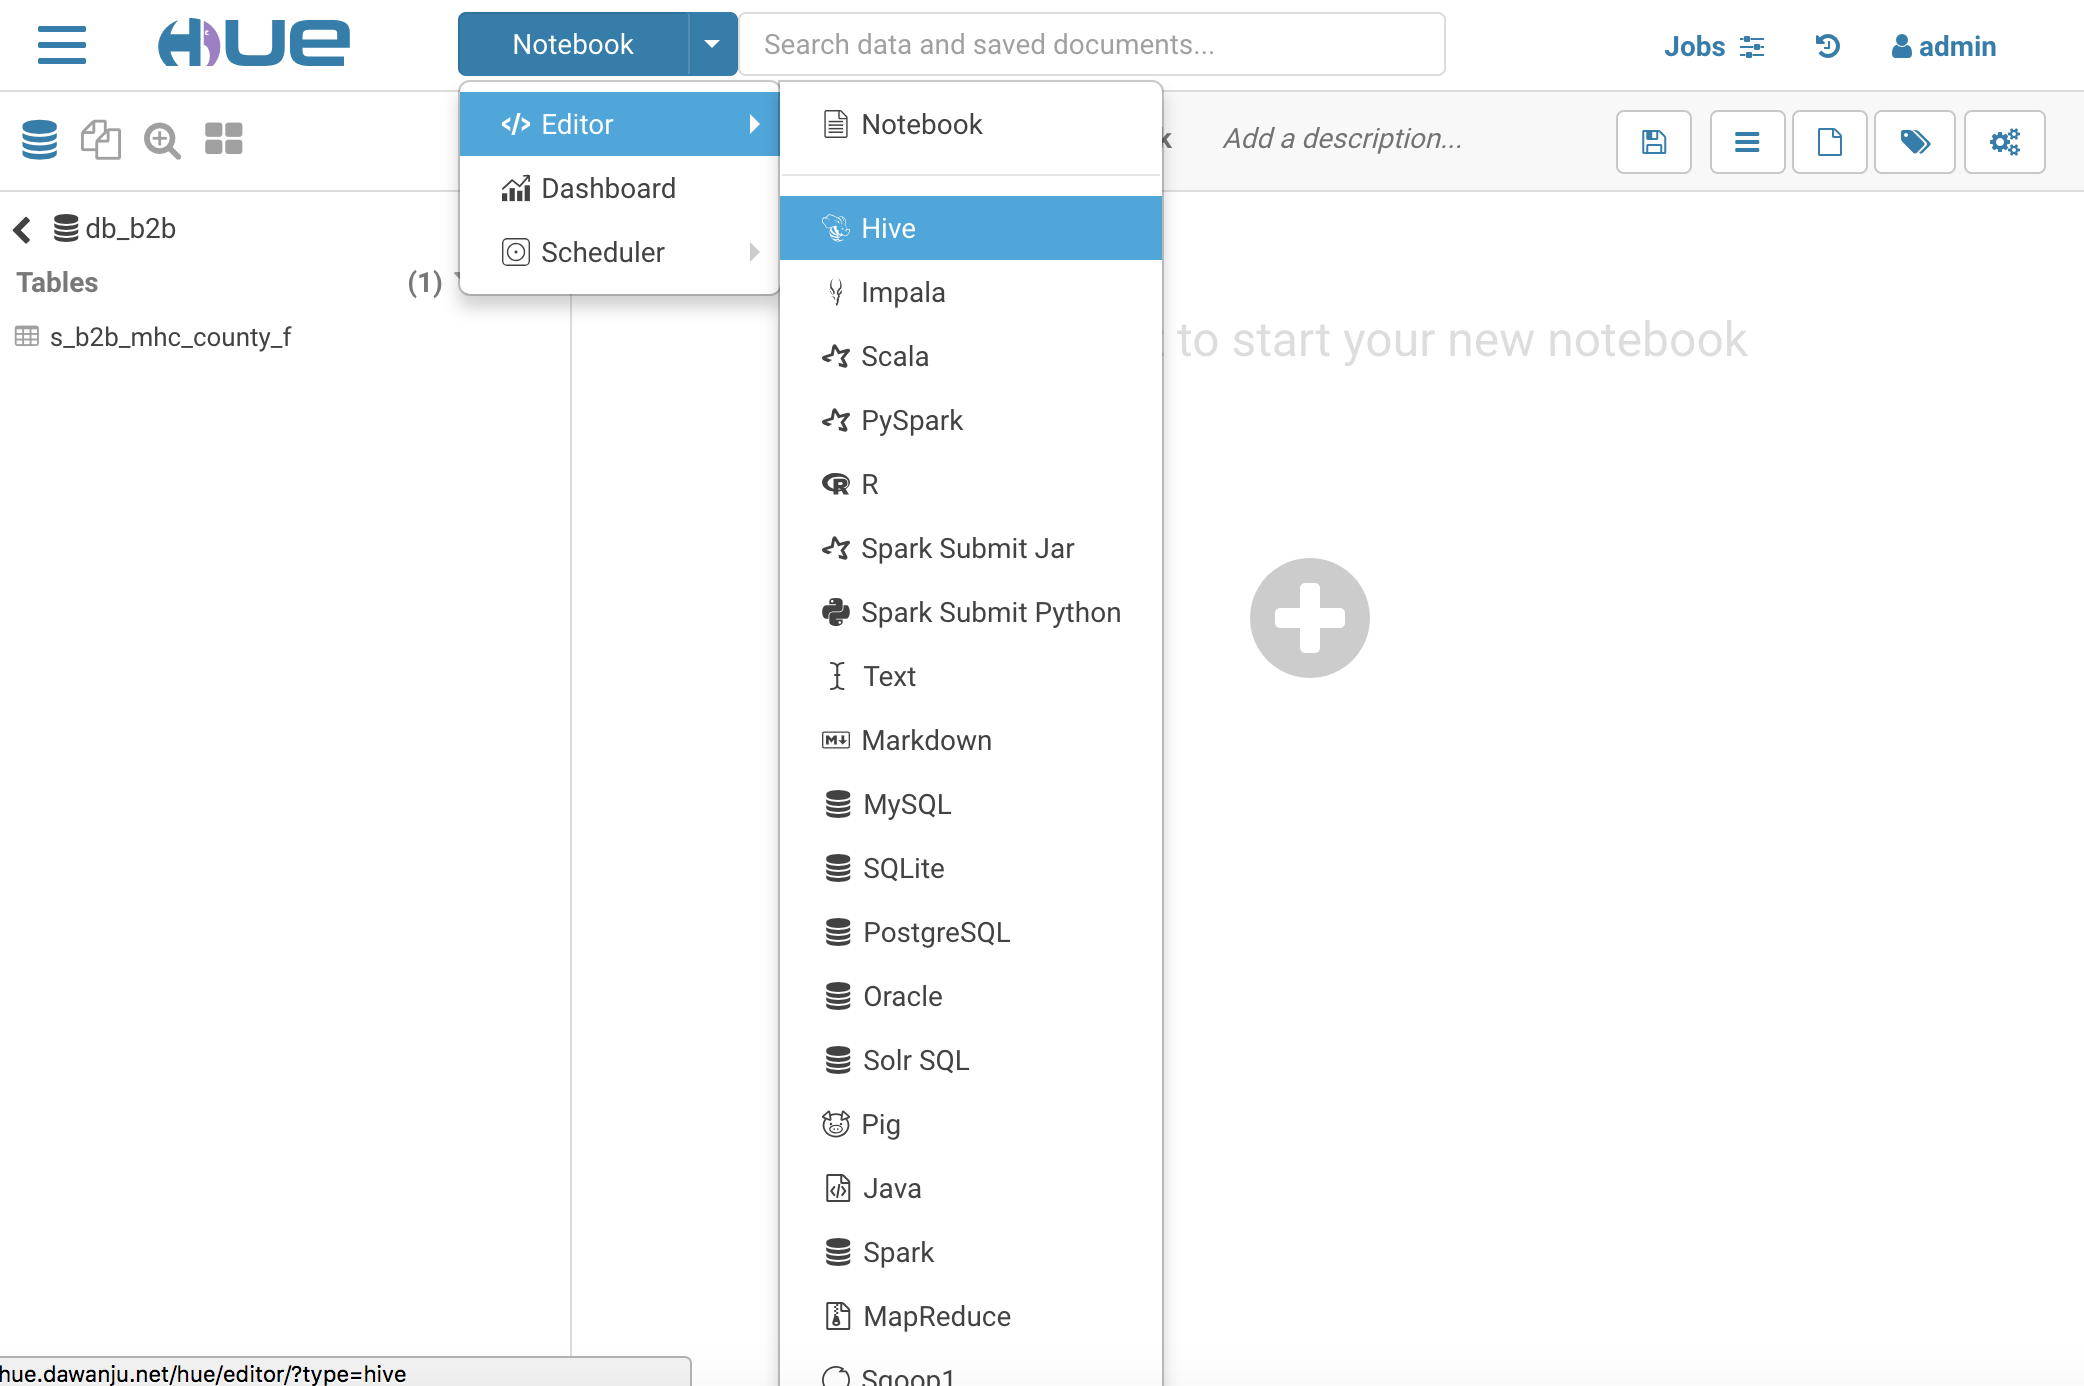 HUE
Notebook
Search data and saved documents...
Jobs
admin
Editor
Dashboard
Scheduler
Notebook
k
Add a description...
db_b2b
Tables
(1)
s_b2b_mhc_county_f
Hive
Impala
Scala
PySpark
R
Spark Submit Jar
Spark Submit Python
Text
Markdown
MySQL
SQLite
PostgreSQL
Oracle
Solr SQL
Pig
Java
Spark
MapReduce
Sqoop1
to start your new notebook
hue.dawanju.net/hue/editor/?type=hive